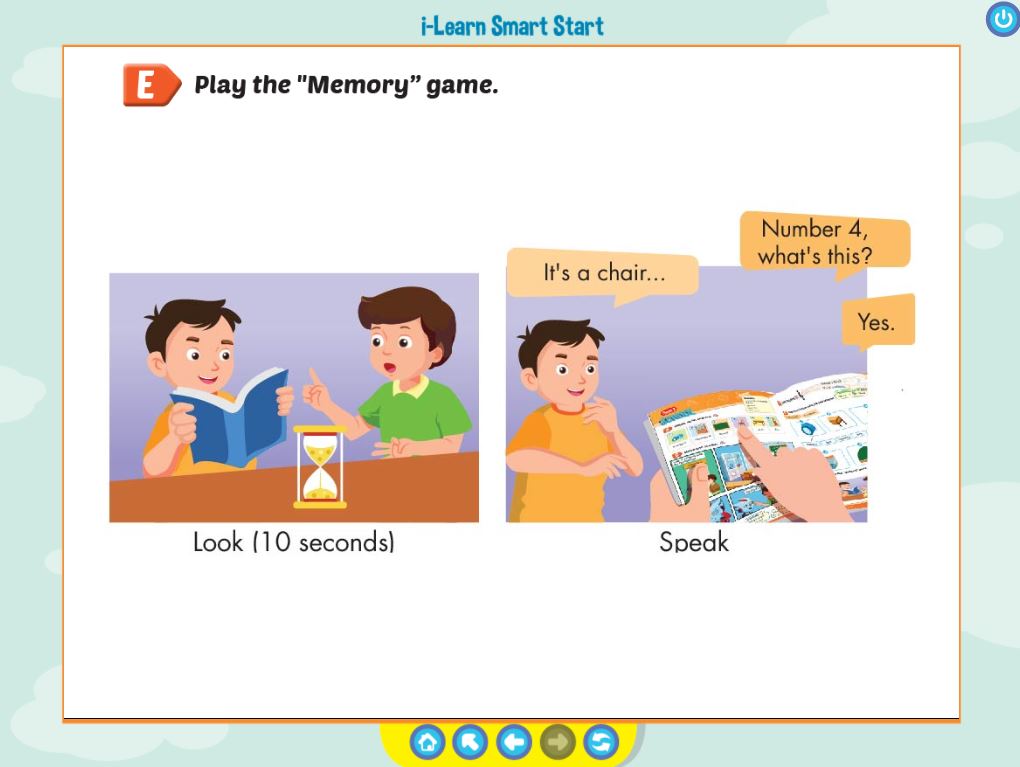 i-Learn Smart Start
E Play the "Memory” game.
Number 4,
what's this?
It's a chair...
Yes.
Look (10 seconds)
Speak